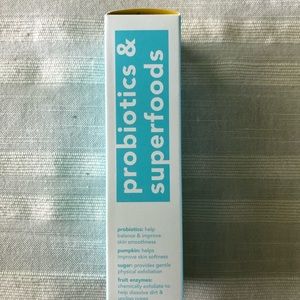 probiotics &
superfoods
probiotics: help
balance & improve
skin smoothness
pumpkin: helps
improve skin softness
sugar: provides gentle
physical exfoliation
fruit enzymes:
chemically exfoliate to
help dissolve dirt &